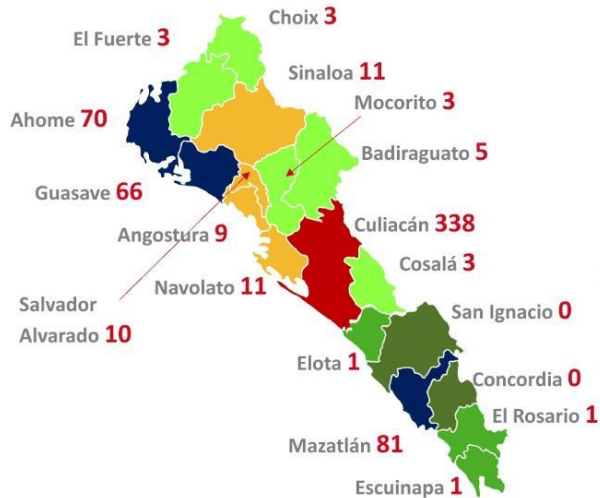 Choix 3
El Fuerte 3
Sinaloa 11
Mocorito 3
Ahome 70
Badiraguato 5
Guasave 66
Culiacán 338
Angostura 9
Cosalá 3
Navolato 11
Salvador
Alvarado 10
San Ignacio 0
Elota 1
Concordia 0
El Rosario 1
Mazatlán 81
Escuinapa 1